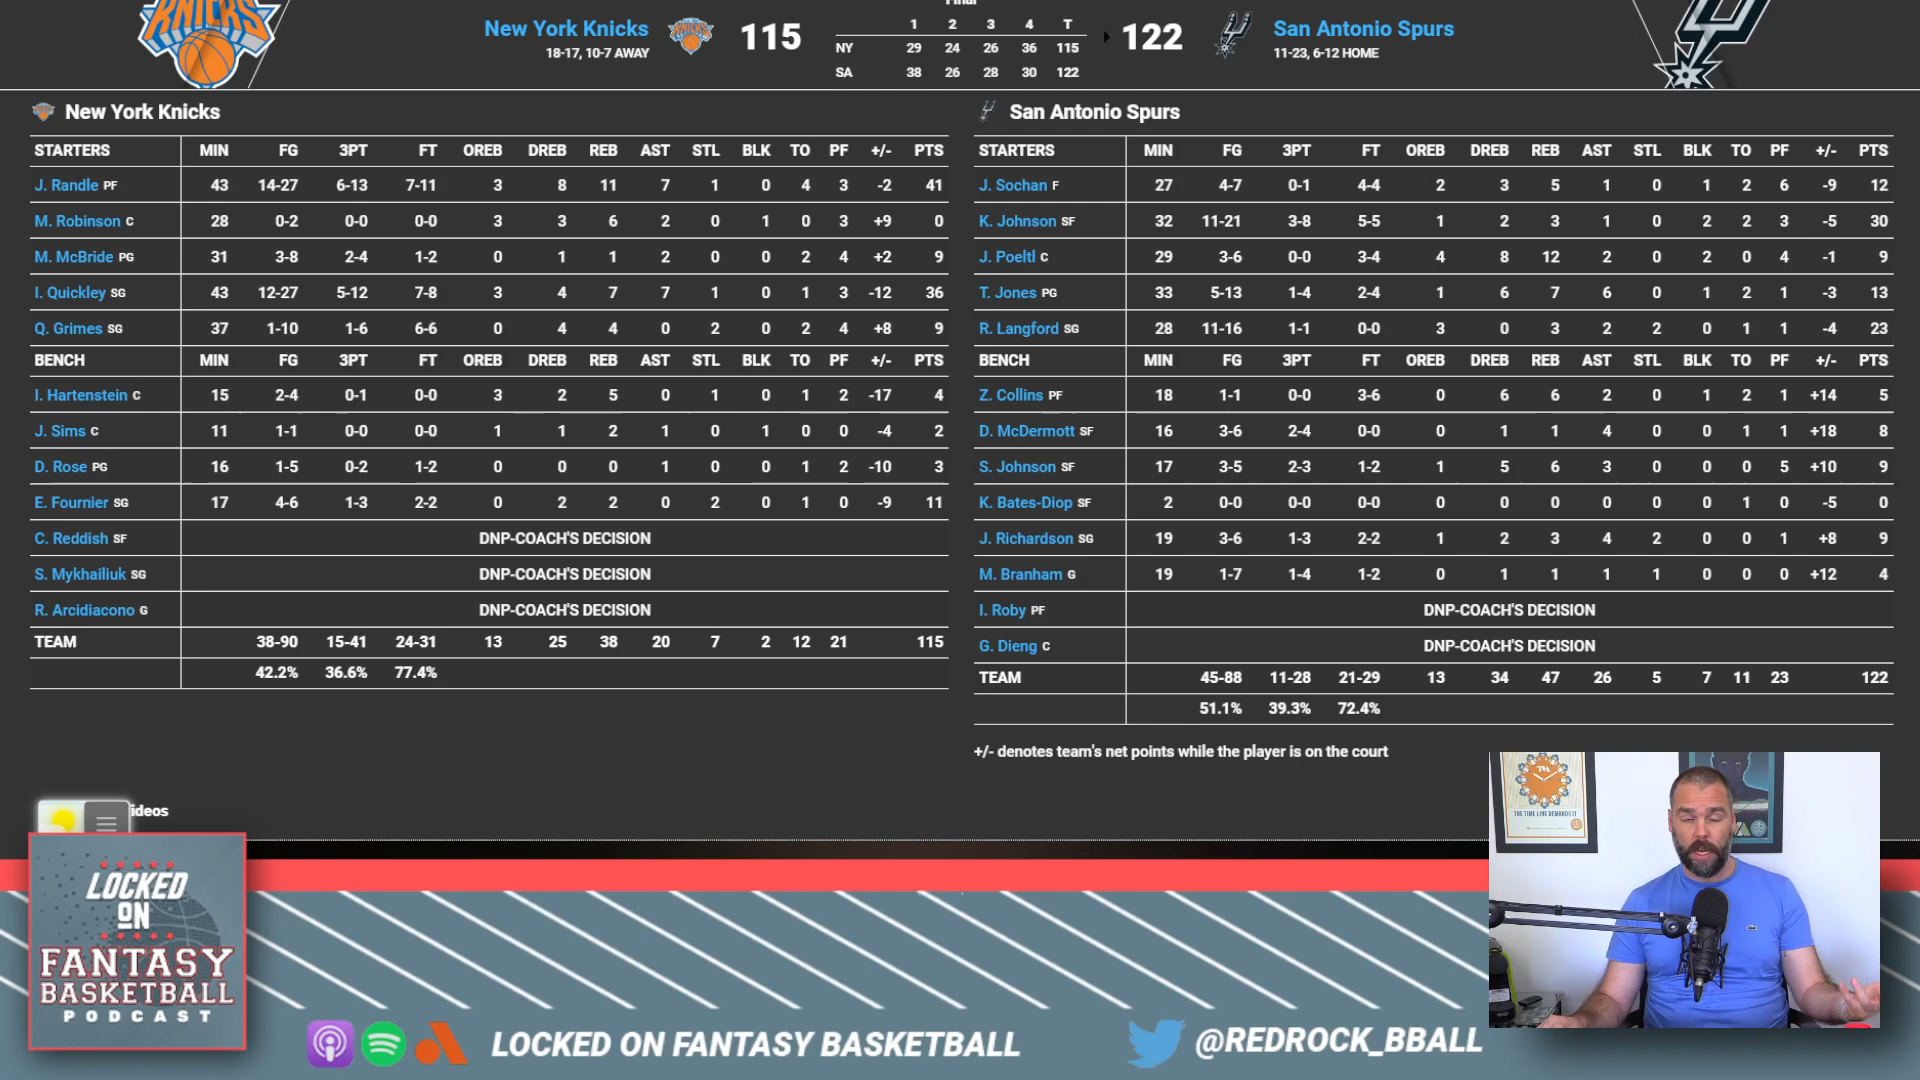 KNICKS
New York Knicks
18-17, 10-7 AWAY
115
Final
1 2 3 4 T
NY 29 24 26 36 115
SA 38 26 28 30 122
122
San Antonio Spurs
11-23, 6-12 HOME
New York Knicks
STARTERS MIN FG 3PT FT OREB DREB REB AST STL BLK TO PF +/- PTS
J. Randle PF 43 14-27 6-13 7-11 3 8 11 7 1 0 4 3 -2 41
M. Robinson C 28 0-2 0-0 0-0 3 3 6 2 0 1 0 3 +9 0
M. McBride PG 31 3-8 2-4 1-2 0 1 1 2 0 0 2 4 +2 9
I. Quickley SG 43 12-27 5-12 7-8 3 4 7 7 1 0 1 3 -12 36
Q. Grimes SG 37 1-10 1-6 6-6 0 4 4 0 2 0 2 4 +8 9
BENCH MIN FG 3PT FT OREB DREB REB AST STL BLK TO PF +/- PTS
I. Hartenstein C 15 2-4 0-1 0-0 3 2 5 0 1 0 1 2 -17 4
J. Sims C 11 1-1 0-0 0-0 1 1 2 1 0 1 0 0 -4 2
D. Rose PG 16 1-5 0-2 1-2 0 0 0 1 0 0 1 2 -10 3
E. Fournier SG 17 4-6 1-3 2-2 0 2 2 0 2 0 1 0 -9 11
C. Reddish SF DNP-COACH'S DECISION
S. Mykhailiuk SG DNP-COACH'S DECISION
R. Arcidiacono G DNP-COACH'S DECISION
TEAM 38-90 15-41 24-31 13 25 38 20 7 2 12 21 115
42.2% 36.6% 77.4%
San Antonio Spurs
STARTERS MIN FG 3PT FT OREB DREB REB AST STL BLK TO PF +/- PTS
J. Sochan F 27 4-7 0-1 4-4 2 3 5 1 0 1 2 6 -9 12
K. Johnson SF 32 11-21 3-8 5-5 1 2 3 1 0 2 2 3 -5 30
J. Poeltl C 29 3-6 0-0 3-4 4 8 12 2 0 2 0 4 -1 9
T. Jones PG 33 5-13 1-4 2-4 1 6 7 6 0 1 2 1 -3 13
R. Langford SG 28 11-16 1-1 0-0 3 0 3 2 2 0 1 1 -4 23
BENCH MIN FG 3PT FT OREB DREB REB AST STL BLK TO PF +/- PTS
Z. Collins PF 18 1-1 0-0 3-6 0 6 6 2 0 1 2 1 +14 5
D. McDermott SF 16 3-6 2-4 0-0 0 1 1 4 0 0 1 1 +18 8
S. Johnson SF 17 3-5 2-3 1-2 1 5 6 3 0 0 0 5 +10 9
K. Bates-Diop SF 2 0-0 0-0 0-0 0 0 0 0 0 0 1 0 -5 0
J. Richardson SG 19 3-6 1-3 2-2 1 2 3 4 2 0 0 1 +8 9
M. Branham G 19 1-7 1-4 1-2 0 1 1 1 1 0 0 0 +12 4
I. Roby PF DNP-COACH'S DECISION
G. Dieng C DNP-COACH'S DECISION
TEAM 45-88 11-28 21-29 13 34 47 26 5 7 11 23 122
51.1% 39.3% 72.4%
+/- denotes team's net points while the player is on the court
ideos
THE TIME LINE DEMANDS IT
LOCKED
ON
FANTASY
BASKETBALL
PODCAST
LOCKED ON FANTASY BASKETBALL
@REDROCK_BBALL